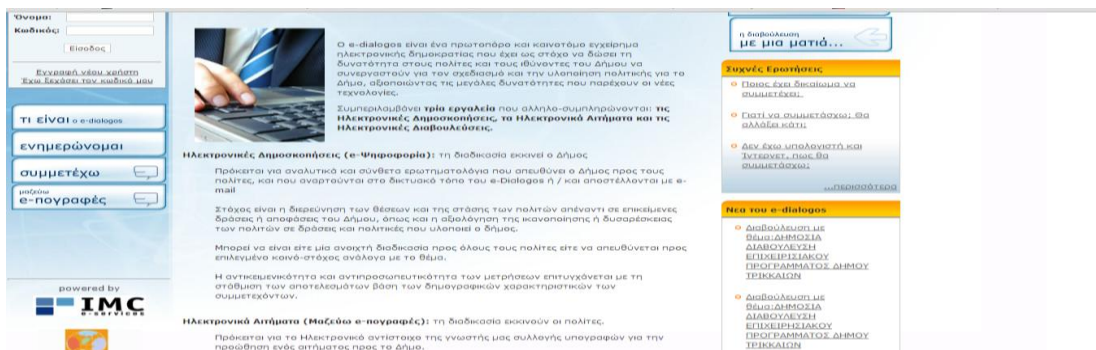 Όνομα:
Κωδικός:
Είσοδος
Εγγραφή νέου χρήστη
Έχω ξεχάσει τον κωδικό μου
τι είναι ο e-dialogos
ενημερώνομαι
συμμετέχω
μαζεύω
e-πογραφές
powered by
IMC
e-services
Ο e-dialogos είναι ένα πρωτοπόρο και καινοτόμο εγχείρημα
ηλεκτρονικής δημοκρατίας που έχει ως στόχο να δώσει τη
δυνατότητα στους πολίτες και τους ιθύνοντες του Δήμου να
συνεργαστούν για τον σχεδιασμό και την υλοποίηση πολιτικής για το
Δήμο, αξιοποιώντας τις μεγάλες δυνατότητες που παρέχουν οι νέες
τεχνολογίες.
Συμπεριλαμβάνει τρία εργαλεία που αλληλο-συμπληρώνονται: τις
Ηλεκτρονικές Δημοσκοπήσεις, τα Ηλεκτρονικά Αιτήματα και τις
Ηλεκτρονικές Διαβουλεύσεις.
Ηλεκτρονικές Δημοσκοπήσεις (e-Ψηφοφορία): τη διαδικασία εκκινεί ο Δήμος
Πρόκειται για αναλυτικά και σύνθετα ερωτηματολόγια που απευθύνει ο Δήμος προς τους
πολίτες, και που αναρτούνται στο δικτυακό τόπο του e-Dialogos ή / και αποστέλλονται με e-
mail
Στόχος είναι η διερεύνηση των θέσεων και της στάσης των πολιτών απέναντι σε επικείμενες
δράσεις ή αποφάσεις του Δήμου, όπως και η αξιολόγηση της ικανοποίησης ή δυσαρέσκειας
των πολιτών σε δράσεις και πολιτικές που υλοποιεί ο δήμος.
Μπορεί να είναι είτε μία ανοιχτή διαδικασία προς όλους τους πολίτες είτε να απευθύνεται προς
επιλεγμένο κοινό-στόχος ανάλογα με το θέμα.
Η αντικειμενικότητα και αντιπροσωπευτικότητα των μετρήσεων επιτυγχάνεται με τη
στάθμιση των αποτελεσμάτων βάση των δημογραφικών χαρακτηριστικών των
συμμετεχόντων.
Ηλεκτρονικά Αιτήματα (Μαζεύω e-πογραφές): τη διαδικασία εκκινούν οι πολίτες.
Πρόκειται για το Ηλεκτρονικό αντίστοιχο της γνωστής μας συλλογής υπογραφών για την
προώθηση ενός αιτήματος προς το Δήμο.
η διαβούλευση
με μια ματιά...
Συχνές Ερωτήσεις
Ποιος έχει δικαίωμα να
συμμετέχει;
Γιατί να συμμετάσχω; Θα
αλλάξει κάτι;
Δεν έχω υπολογιστή και
Ίντερνετ, πως θα
συμμετάσχω;
...περισσότερα
Νεα του e-dialogos
Διαβούλευση με
θέμα:ΔΗΜΟΣΙΑ
ΔΙΑΒΟΥΛΕΥΣΗ
ΕΠΙΧΕΙΡΙΣΙΑΚΟΥ
ΠΡΟΓΡΑΜΜΑΤΟΣ ΔΗΜΟΥ
ΤΡΙΚΚΑΙΩΝ
Διαβούλευση με
θέμα:ΔΗΜΟΣΙΑ
ΔΙΑΒΟΥΛΕΥΣΗ
ΕΠΙΧΕΙΡΗΣΙΑΚΟΥ
ΠΡΟΓΡΑΜΜΑΤΟΣ ΔΗΜΟΥ
ΤΡΙΚΚΑΙΩΝ